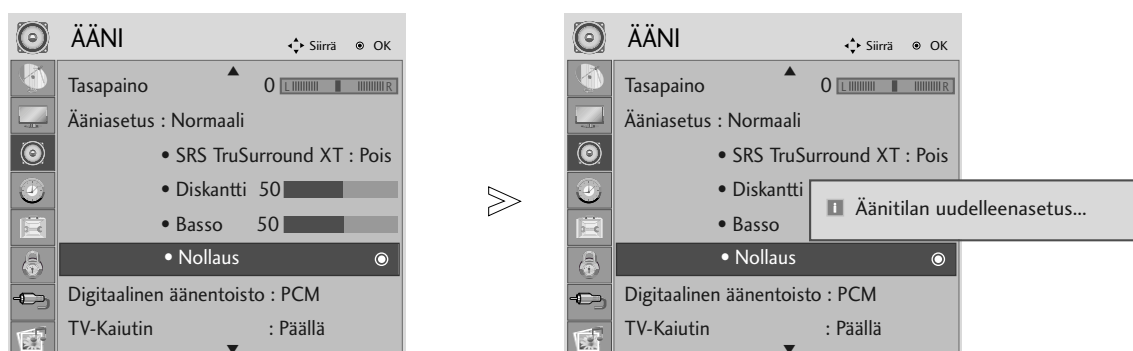 ÄÄNI
Siirrä OK
Tasapaino 0 L R
Ääniasetus : Normaali
• SRS TruSurround XT : Pois
• Diskantti 50
• Basso 50
• Nollaus
Digitaalinen äänentoisto : PCM
TV-Kaiutin : Päällä
ÄÄNI
Siirrä OK
Tasapaino 0 L R
Ääniasetus : Normaali
• SRS TruSurround XT : Pois
• Diskantti
• Basso
i Äänitilan uudelleenasetus...
• Nollaus
Digitaalinen äänentoisto : PCM
TV-Kaiutin : Päällä